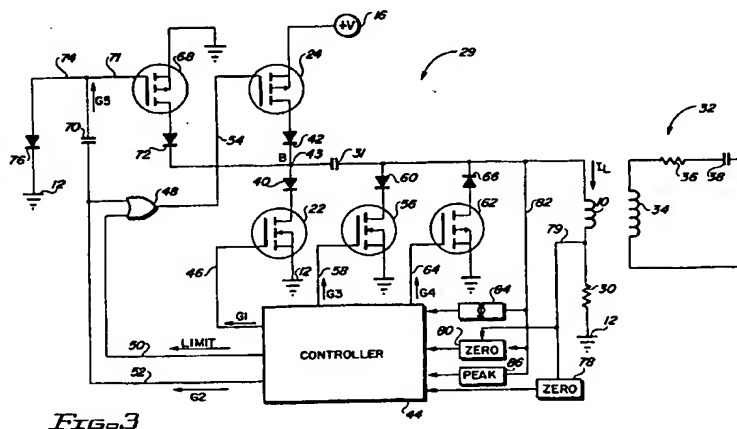 16
+V
29
74
71
68
24
32
G5
54
70
76
72
42
B
43
31
36
38
12
48
40
60
66
IL
10
34
22
56
62
82
79
46
58
64
12
G3
G4
30
G1
84
12
50
LIMIT
CONTROLLER
80
ZERO
78
52
PEAK
86
ZERO
G2
44
FIG.3